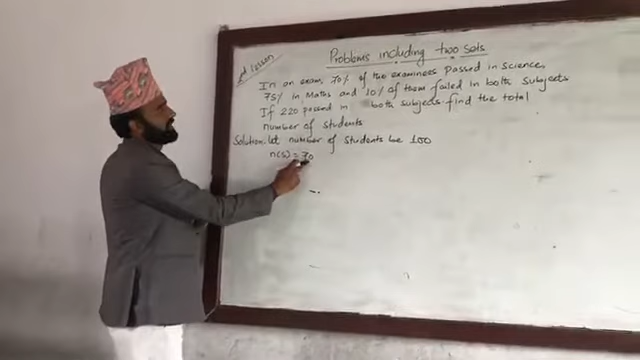 2nd lesson
Problems including two sets
In an exam, 70% of the examinees passed in science,
75% in Maths and 10% of them failed in both subjects
If 220 passed in both subjects. find the total
number of students
Solution. let number of students be 100
n(S) = 70